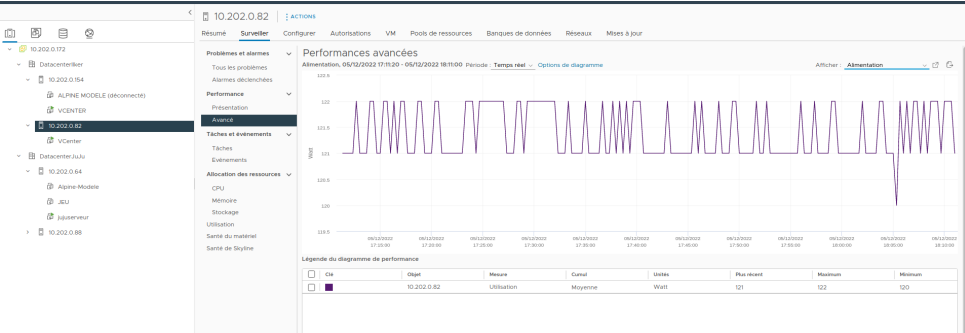 10.202.0.82 ACTIONS
Résumé Surveiller Configurer Autorisations VM Pools de ressources Banques de données Réseaux Mises à jour
10.202.0.172
Datacenterliker
10.202.0.154
ALPINE MODELE (déconnecté)
VCENTER
10.202.0.82
VCenter
DatacenterJuJu
10.202.0.64
Alpine-Modele
JEU
jujuserveur
10.202.0.88
Problèmes et alarmes
Tous les problèmes
Alarmes déclenchées
Performance
Présentation
Avancé
Tâches et événements
Tâches
Événements
Allocation des ressources
CPU
Mémoire
Stockage
Utilisation
Santé du matériel
Santé de Skyline
Performances avancées
Alimentation, 05/12/2022 17:11:20 - 05/12/2022 18:11:00 Période : Temps réel Options de diagramme Afficher : Alimentation
122.5
122
121.5
121
120.5
120
119.5
Watt
05/12/2022 05/12/2022 05/12/2022 05/12/2022 05/12/2022 05/12/2022 05/12/2022 05/12/2022 05/12/2022 05/12/2022 05/12/2022 05/12/2022
17:15:00 17:20:00 17:25:00 17:30:00 17:35:00 17:40:00 17:45:00 17:50:00 17:55:00 18:00:00 18:05:00 18:10:00
Légende du diagramme de performance
Clé Objet Mesure Cumul Unités Plus récent Maximum Minimum
10.202.0.82 Utilisation Moyenne Watt 121 122 120